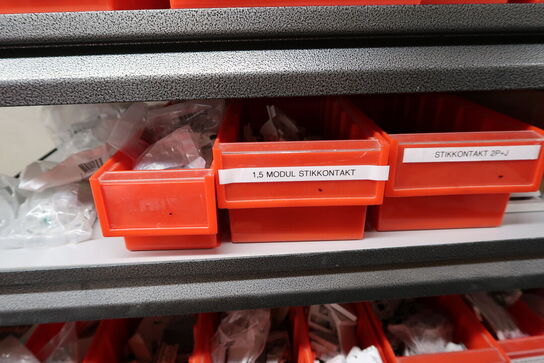 1,5 MODUL STIKKONTAKT
STIKKONTAKT 2P+J